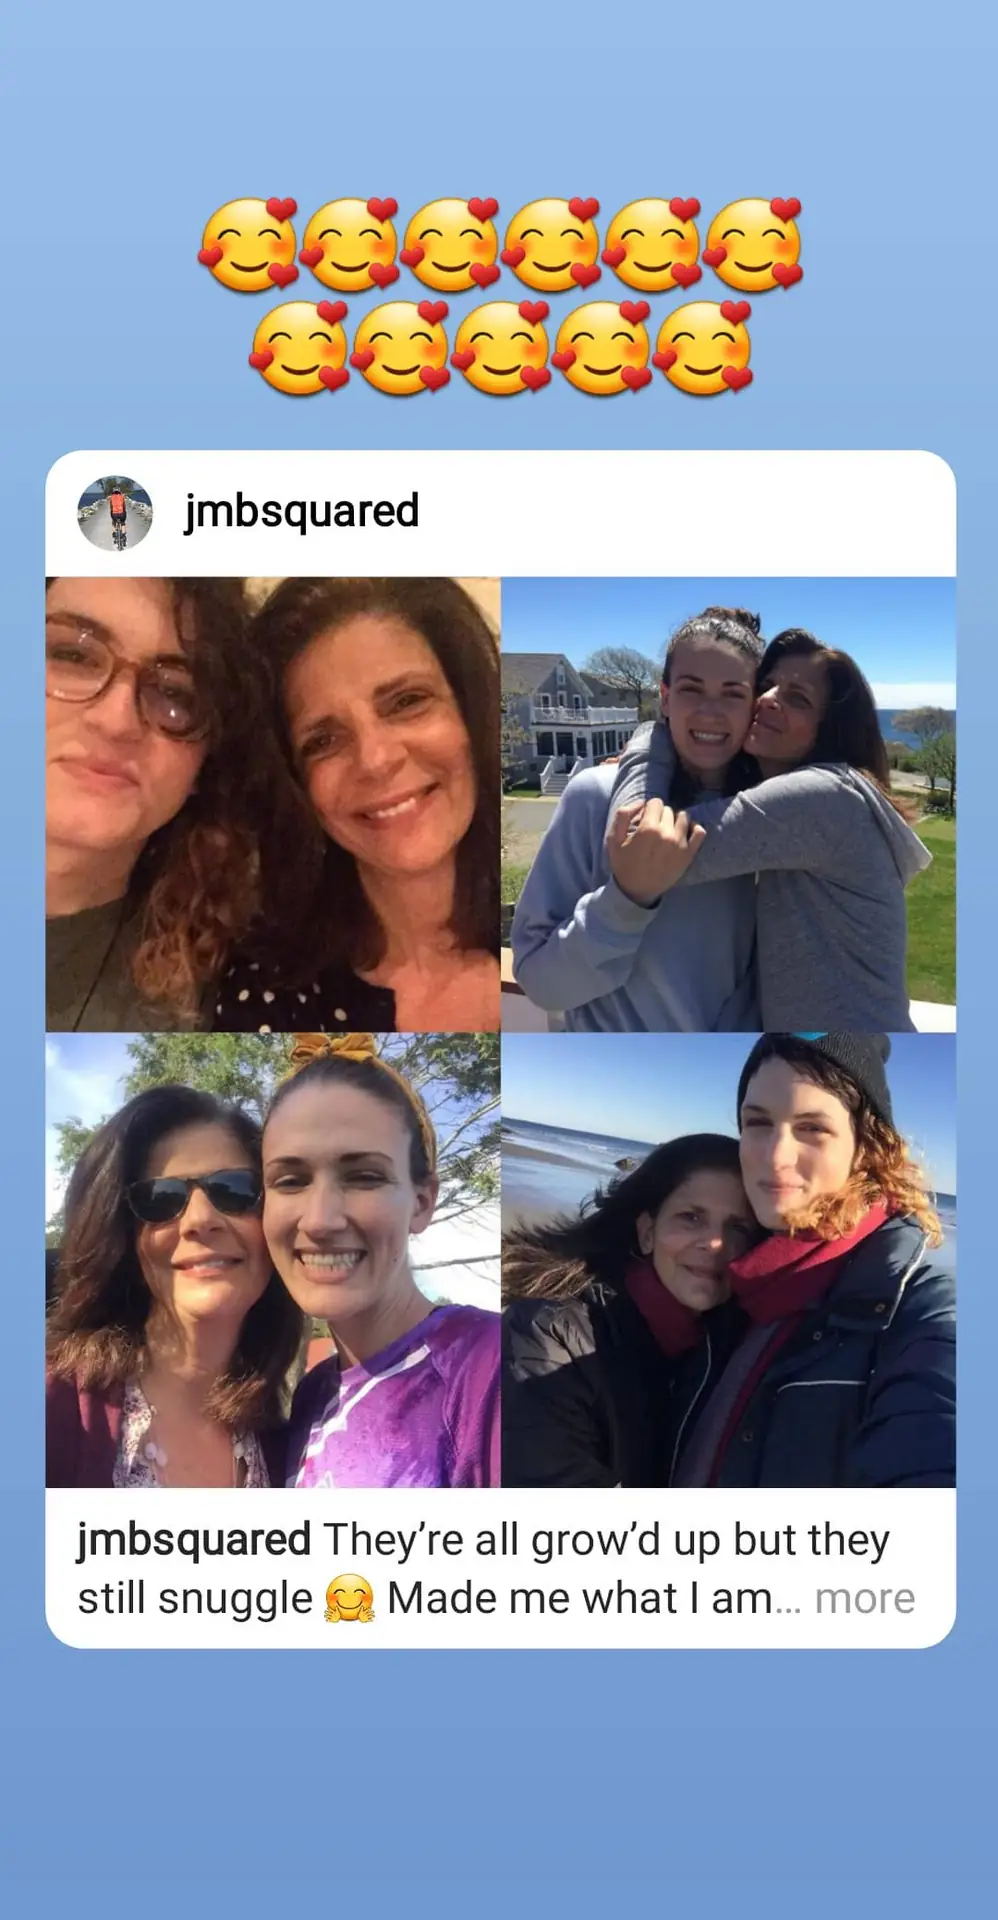 🥰🥰🥰🥰🥰🥰
🥰🥰🥰🥰🥰
jmbsquared
jmbsquared They’re all grow’d up but they
still snuggle 🤗 Made me what I am... more